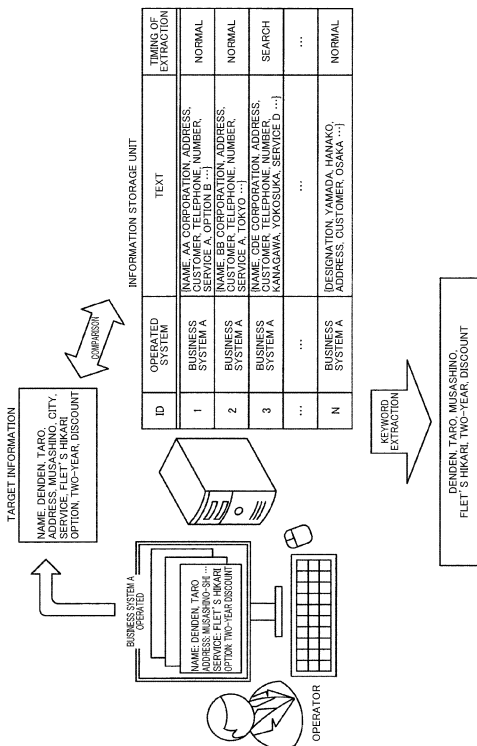 TARGET INFORMATION
NAME, DENDEN, TARO,
ADDRESS, MUSASHINO, CITY,
SERVICE, FLET'S HIKARI
OPTION, TWO-YEAR, DISCOUNT
COMPARISON
BUSINESS SYSTEM A
OPERATED
NAME: DENDEN, TARO
ADDRESS: MUSASHINO-SHI ...
SERVICE: FLET'S HIKARI
OPTION: TWO-YEAR DISCOUNT
OPERATOR
INFORMATION STORAGE UNIT
ID
OPERATED
SYSTEM
TEXT
TIMING OF
EXTRACTION
1
BUSINESS
SYSTEM A
{NAME, AA CORPORATION, ADDRESS,
CUSTOMER, TELEPHONE, NUMBER,
SERVICE A, OPTION B ...}
NORMAL
2
BUSINESS
SYSTEM A
{NAME, BB CORPORATION, ADDRESS,
CUSTOMER, TELEPHONE, NUMBER,
SERVICE A, TOKYO ...}
NORMAL
3
BUSINESS
SYSTEM A
{NAME, CDE CORPORATION, ADDRESS,
CUSTOMER, TELEPHONE, NUMBER,
KANAGAWA, YOKOSUKA, SERVICE D ...}
SEARCH
... ... ... ...
N
BUSINESS
SYSTEM A
{DESIGNATION, YAMADA, HANAKO,
ADDRESS, CUSTOMER, OSAKA ...}
NORMAL
KEYWORD
EXTRACTION
DENDEN, TARO, MUSASHINO,
FLET'S HIKARI, TWO-YEAR, DISCOUNT